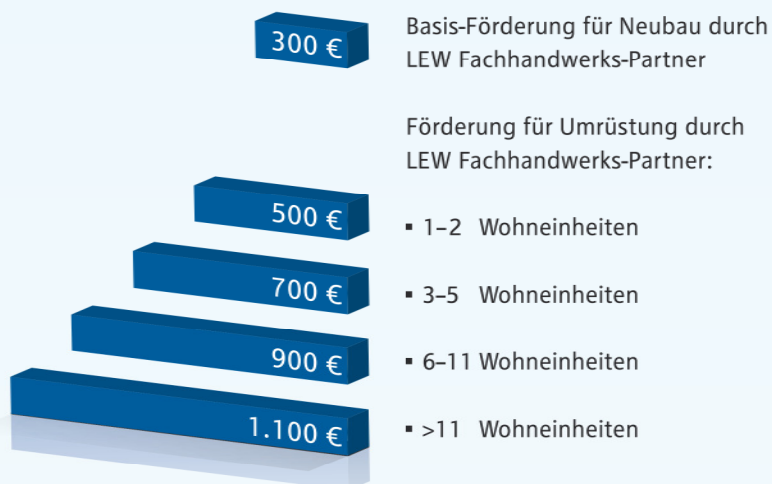 300 €
Basis-Förderung für Neubau durch
LEW Fachhandwerks-Partner
Förderung für Umrüstung durch
LEW Fachhandwerks-Partner:
500 €
▪ 1–2 Wohneinheiten
700 €
▪ 3–5 Wohneinheiten
900 €
▪ 6–11 Wohneinheiten
1.100 €
▪ >11 Wohneinheiten